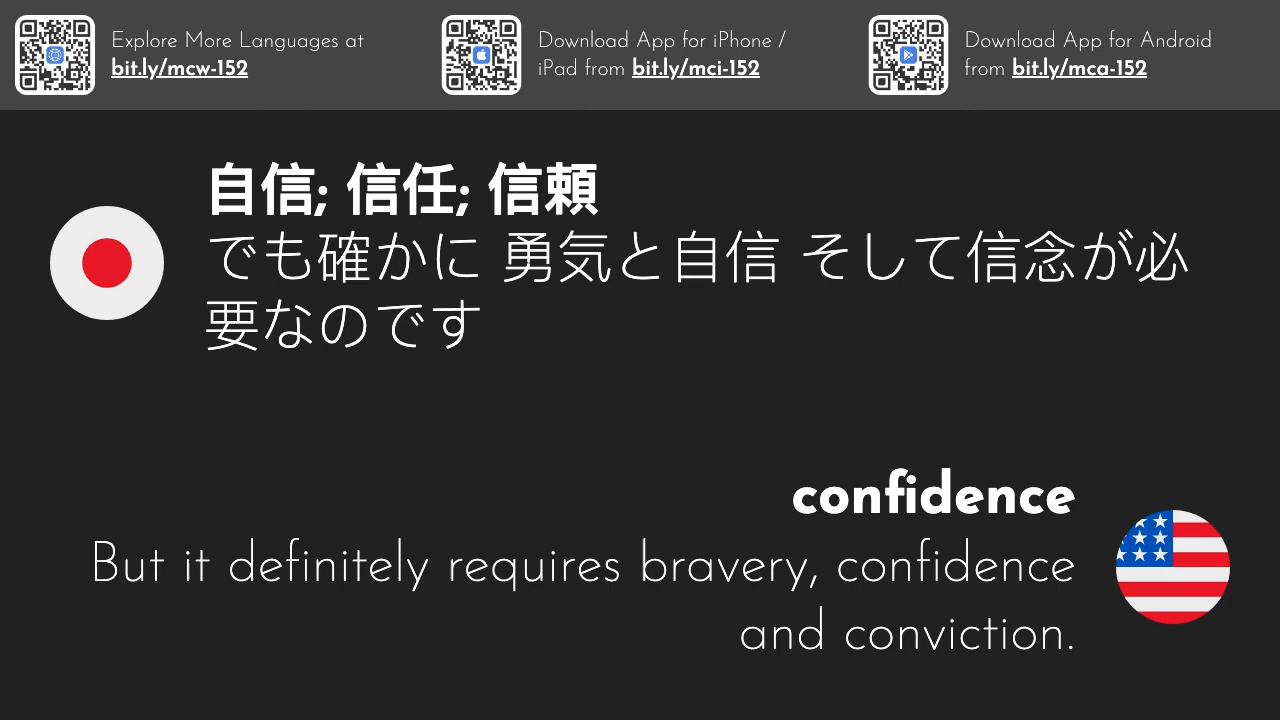 Explore More Languages at
bit.ly/mcw-152
Download App for iPhone /
iPad from bit.ly/mci-152
Download App for Android
from bit.ly/mca-152
自信; 信任; 信頼
でも確かに 勇気と自信 そして信念が必
要なのです
confidence
But it definitely requires bravery, confidence
and conviction.